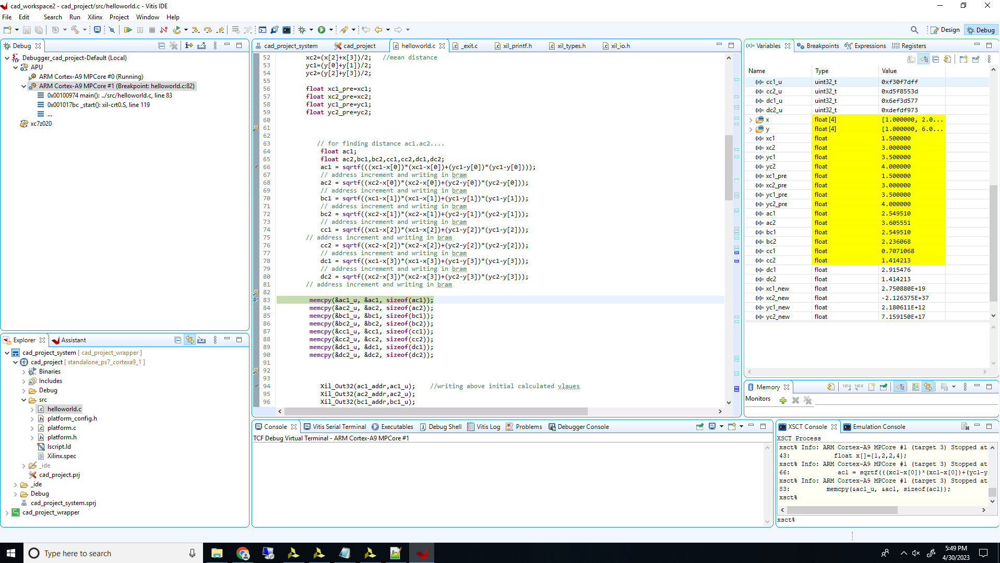 cad_workspace2 - cad_project/src/helloworld.c - Vitis IDE
File Edit Search Run Xilinx Project Window Help
Design Debug
Debug
Debugger_cad_project-Default (Local)
APU
ARM Cortex-A9 MPCore #0 (Running)
ARM Cortex-A9 MPCore #1 (Breakpoint: helloworld.c:82)
0x00100974 main(): ../src/helloworld.c, line 83
0x001017bc _start(): xil-crt0.S, line 119
...
xc7z020
Explorer Assistant
cad_project_system [ cad_project_wrapper ]
cad_project [ standalone_ps7_cortexa9_1 ]
Binaries
Includes
Debug
src
helloworld.c
platform_config.h
platform.c
platform.h
lscript.ld
Xilinx.spec
_ide
cad_project.prj
_ide
Debug
cad_project_system.sprj
cad_project_wrapper
cad_project_system cad_project helloworld.c _exit.c xil_printf.h xil_types.h xil_io.h
52 xc2=(x[2]+x[3])/2; //mean distance
53 yc1=(y[0]+y[1])/2;
54 yc2=(y[2]+y[3])/2;
55
56 float xc1_pre=xc1;
57 float xc2_pre=xc2;
58 float yc1_pre=yc1;
59 float yc2_pre=yc2;
60
61
62
63 // for finding distance ac1.ac2....
64 float ac1;
65 float ac2,bc1,bc2,cc1,cc2,dc1,dc2;
66 ac1 = sqrtf(((xc1-x[0])*(xc1-x[0])+(yc1-y[0])*(yc1-y[0])));
67 // address increment and writing in bram
68 ac2 = sqrtf((xc2-x[0])*(xc2-x[0])+(yc2-y[0])*(yc2-y[0]));
69 // address increment and writing in bram
70 bc1 = sqrtf((xc1-x[1])*(xc1-x[1])+(yc1-y[1])*(yc1-y[1]));
71 // address increment and writing in bram
72 bc2 = sqrtf((xc2-x[1])*(xc2-x[1])+(yc2-y[1])*(yc2-y[1]));
73 // address increment and writing in bram
74 cc1 = sqrtf((xc1-x[2])*(xc1-x[2])+(yc1-y[2])*(yc1-y[2]));
75 // address increment and writing in bram
76 cc2 = sqrtf((xc2-x[2])*(xc2-x[2])+(yc2-y[2])*(yc2-y[2]));
77 // address increment and writing in bram
78 dc1 = sqrtf((xc1-x[3])*(xc1-x[3])+(yc1-y[3])*(yc1-y[3]));
79 // address increment and writing in bram
80 dc2 = sqrtf((xc2-x[3])*(xc2-x[3])+(yc2-y[3])*(yc2-y[3]));
81 // address increment and writing in bram
82
83 memcpy(&ac1_u, &ac1, sizeof(ac1));
84 memcpy(&ac2_u, &ac2, sizeof(ac2));
85 memcpy(&bc1_u, &bc1, sizeof(bc1));
86 memcpy(&bc2_u, &bc2, sizeof(bc2));
87 memcpy(&cc1_u, &cc1, sizeof(cc1));
88 memcpy(&cc2_u, &cc2, sizeof(cc2));
89 memcpy(&dc1_u, &dc1, sizeof(dc1));
90 memcpy(&dc2_u, &dc2, sizeof(dc2));
91
92
93
94 Xil_Out32(ac1_addr,ac1_u); //writing above initial calculated vlaues
95 Xil_Out32(ac2_addr,ac2_u);
96 Xil_Out32(bc1_addr,bc1_u);
Console Vitis Serial Terminal Executables Debug Shell Vitis Log Problems Debugger Console
TCF Debug Virtual Terminal - ARM Cortex-A9 MPCore #1
Variables Breakpoints Expressions Registers
Name Type Value
cc1_u uint32_t 0xf30f7dff
cc2_u uint32_t 0xd5f8553d
dc1_u uint32_t 0x6ef3d577
dc2_u uint32_t 0xdefdf973
x float [4] [1.000000, 2.0...
y float [4] [1.000000, 6.0...
xc1 float 1.500000
xc2 float 3.000000
yc1 float 3.500000
yc2 float 4.000000
xc1_pre float 1.500000
xc2_pre float 3.000000
yc1_pre float 3.500000
yc2_pre float 4.000000
ac1 float 2.549510
ac2 float 3.605551
bc1 float 2.549510
bc2 float 2.236068
cc1 float 0.7071068
cc2 float 1.414213
dc1 float 2.915476
dc2 float 1.414213
xc1_new float 2.750880E+19
xc2_new float -2.126375E+37
yc1_new float 2.180611E+12
yc2_new float 7.159150E+17
Memory
Monitors
XSCT Console Emulation Console
XSCT Process
xsct% Info: ARM Cortex-A9 MPCore #1 (target 3) Stopped at
43: float x[]={1,2,2,4};
xsct% Info: ARM Cortex-A9 MPCore #1 (target 3) Stopped at
66: ac1 = sqrtf(((xc1-x[0])*(xc1-x[0])+(yc1-y
xsct% Info: ARM Cortex-A9 MPCore #1 (target 3) Stopped at
83: memcpy(&ac1_u, &ac1, sizeof(ac1));
xsct%
xsct%
Type here to search
5:49 PM
4/30/2023